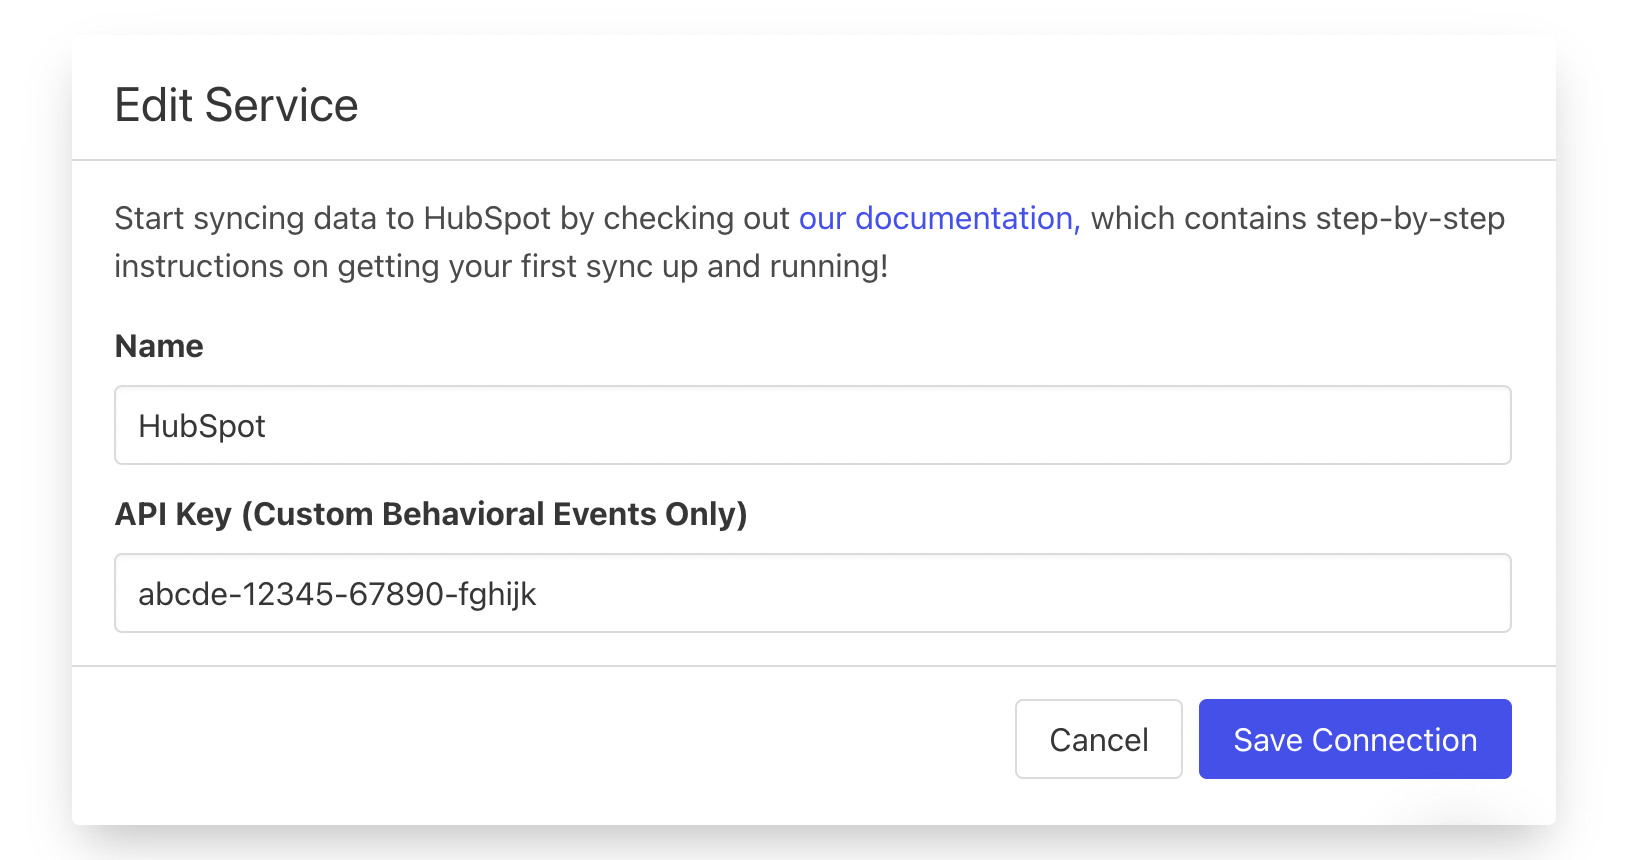 Edit Service
Start syncing data to HubSpot by checking out our documentation, which contains step-by-step
instructions on getting your first sync up and running!
Name
HubSpot
API Key (Custom Behavioral Events Only)
abcde-12345-67890-fghijk
Cancel
Save Connection